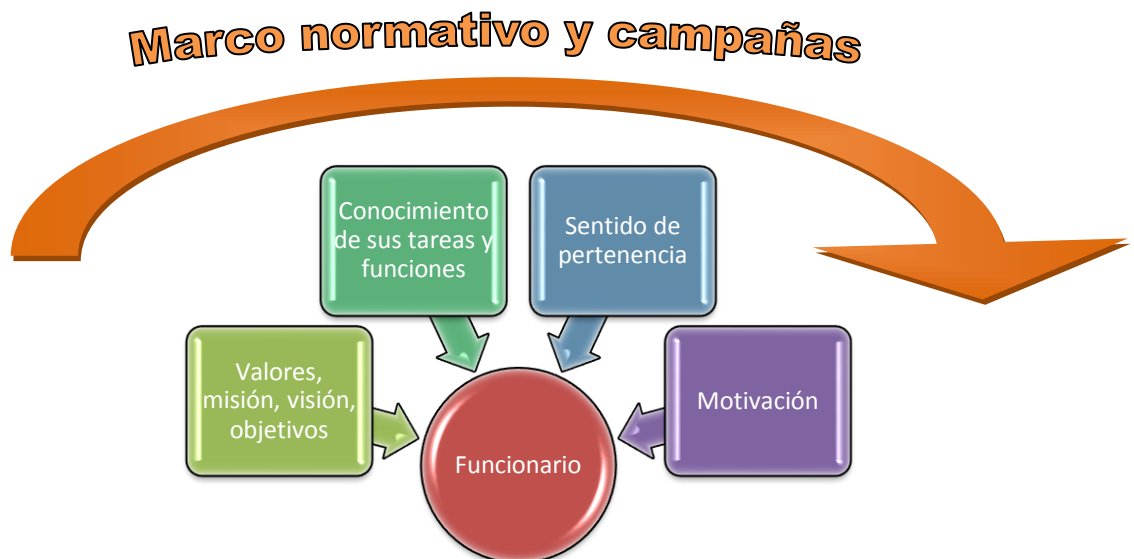 Marco normativo y campañas
Conocimiento
de sus tareas y
funciones
Sentido de
pertenencia
Valores,
misión, visión,
objetivos
Motivación
Funcionario